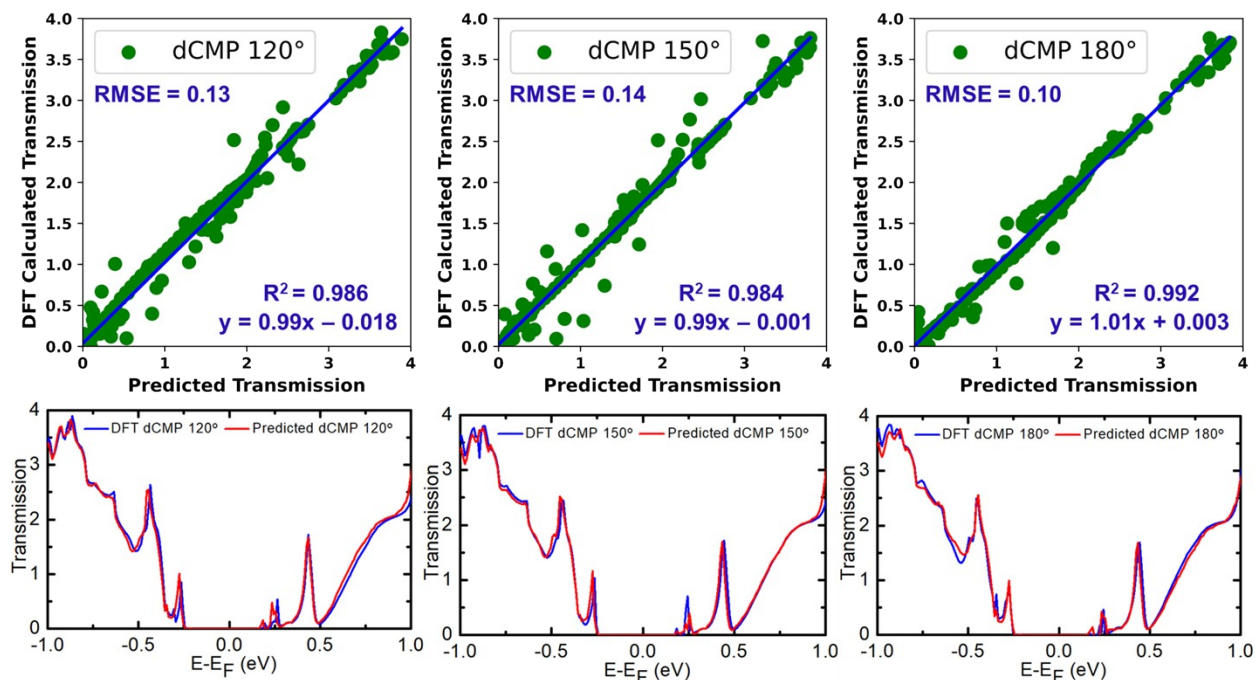 dCMP 120°
RMSE = 0.13
R² = 0.986
y = 0.99x – 0.018
DFT Calculated Transmission
4.0
3.5
3.0
2.5
2.0
1.5
1.0
0.5
0.0
0 1 2 3 4
Predicted Transmission
dCMP 150°
RMSE = 0.14
R² = 0.984
y = 0.99x – 0.001
DFT Calculated Transmission
4.0
3.5
3.0
2.5
2.0
1.5
1.0
0.5
0.0
0 1 2 3 4
Predicted Transmission
dCMP 180°
RMSE = 0.10
R² = 0.992
y = 1.01x + 0.003
DFT Calculated Transmission
4.0
3.5
3.0
2.5
2.0
1.5
1.0
0.5
0.0
0 1 2 3 4
Predicted Transmission
DFT dCMP 120º Predicted dCMP 120º
Transmission
4
3
2
1
0
-1.0 -0.5 0.0 0.5 1.0
E-EF (eV)
DFT dCMP 150º Predicted dCMP 150º
Transmission
4
3
2
1
0
-1.0 -0.5 0.0 0.5 1.0
E-EF (eV)
DFT dCMP 180º Predicted dCMP 180º
Transmission
4
3
2
1
0
-1.0 -0.5 0.0 0.5 1.0
E-EF (eV)